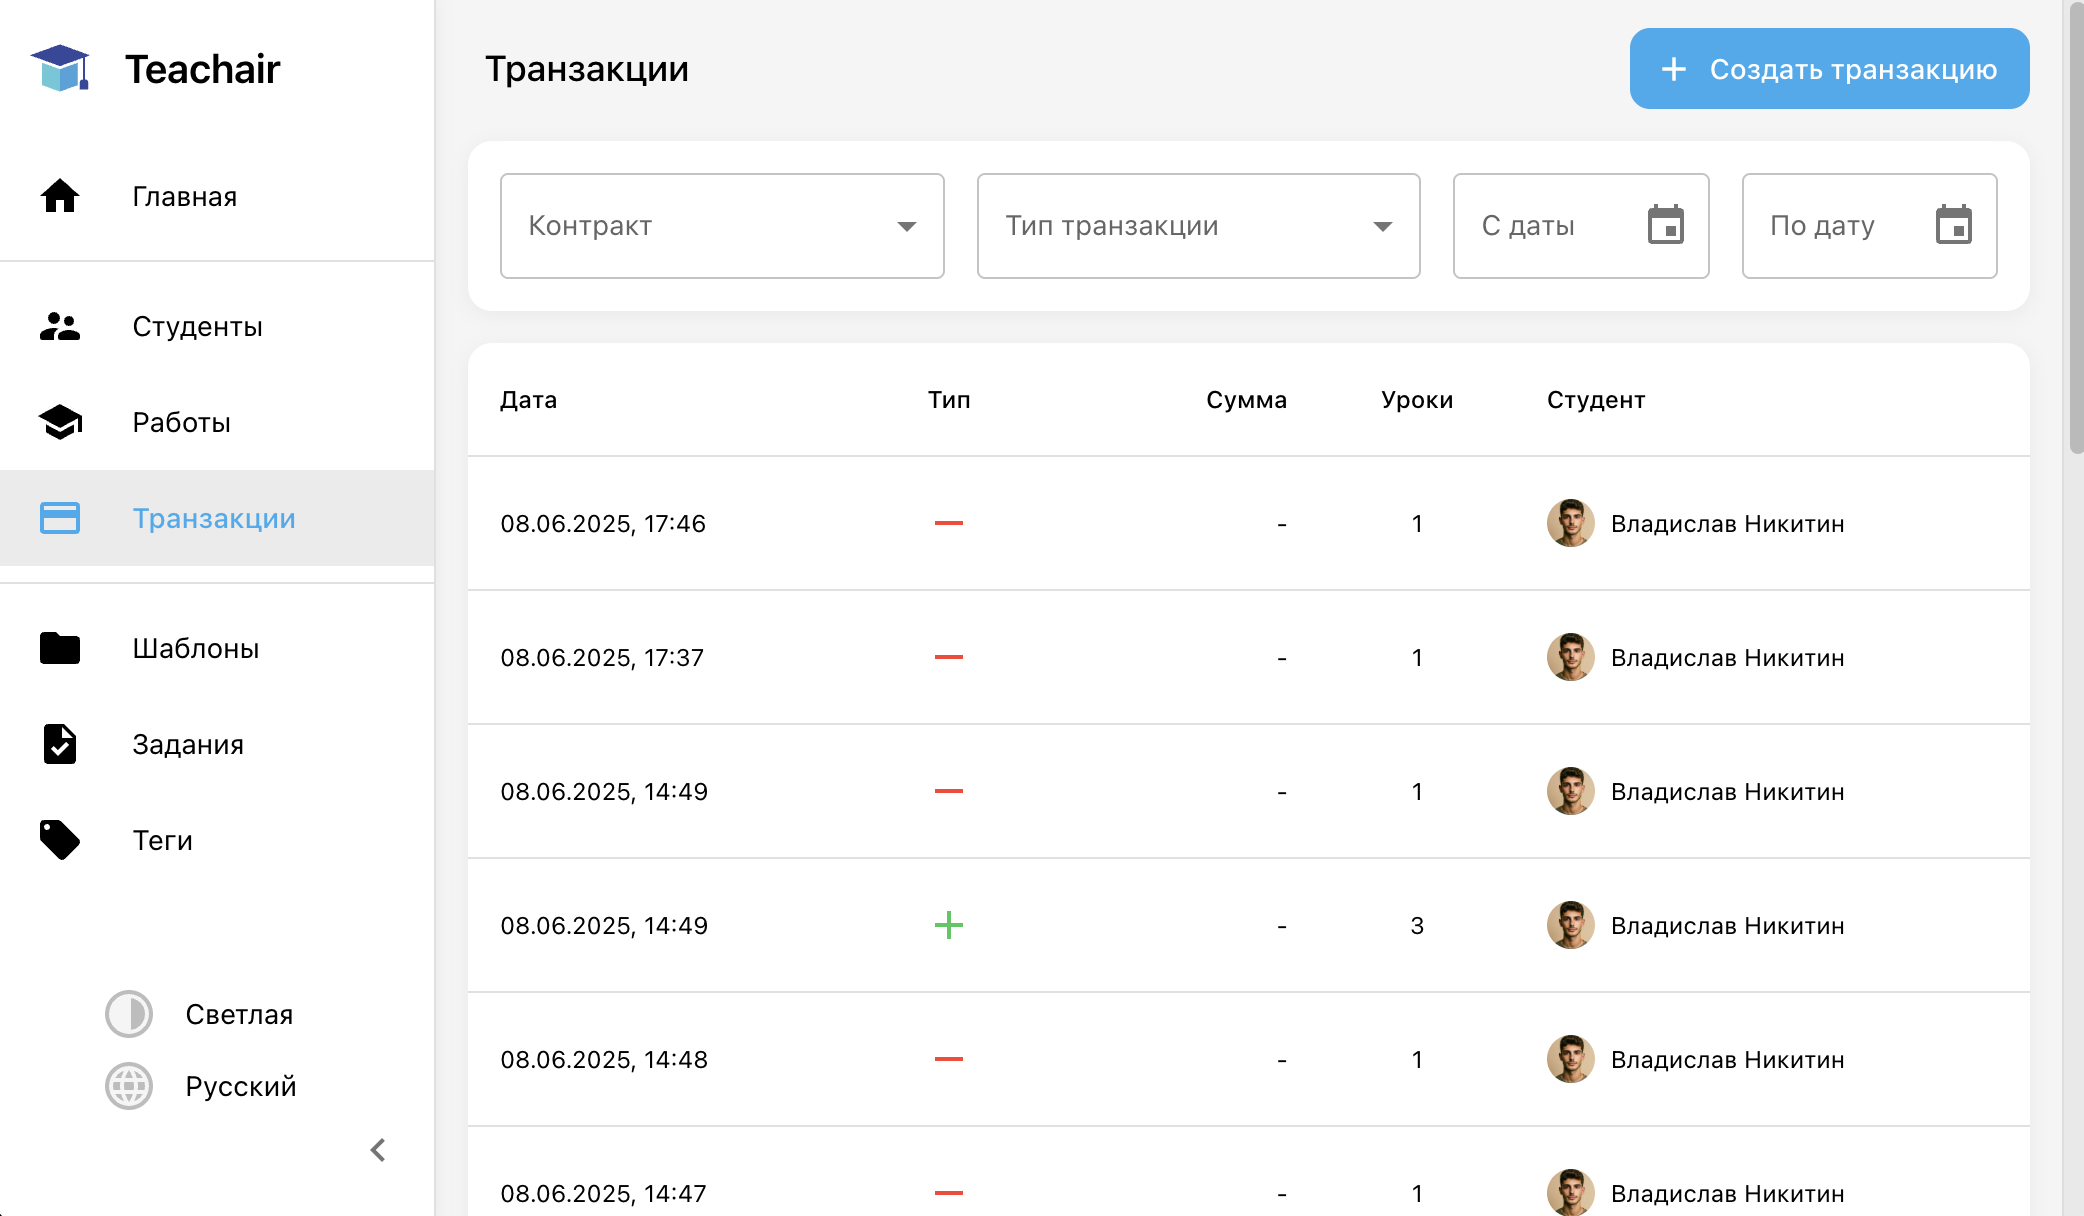 Teachair
Главная
Студенты
Работы
Транзакции
Шаблоны
Задания
Теги
Светлая
Русский
Транзакции
+ Создать транзакцию
Контракт
Тип транзакции
С даты
По дату
Дата Тип Сумма Уроки Студент
08.06.2025, 17:46 — - 1 Владислав Никитин
08.06.2025, 17:37 — - 1 Владислав Никитин
08.06.2025, 14:49 — - 1 Владислав Никитин
08.06.2025, 14:49 + - 3 Владислав Никитин
08.06.2025, 14:48 — - 1 Владислав Никитин
08.06.2025, 14:47 — - 1 Владислав Никитин